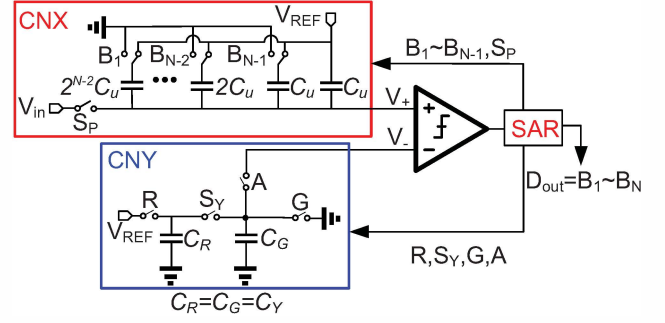 CNX
V_REF
B_1 B_N-2 B_N-1
2^N-2 C_u ••• 2C_u C_u C_u
V_in S_P
B_1~B_N-1,S_P
V_+
+
SAR
V_-
−
D_out=B_1~B_N
CNY
A
R S_Y G
V_REF
C_R C_G
R,S_Y,G,A
C_R=C_G=C_Y